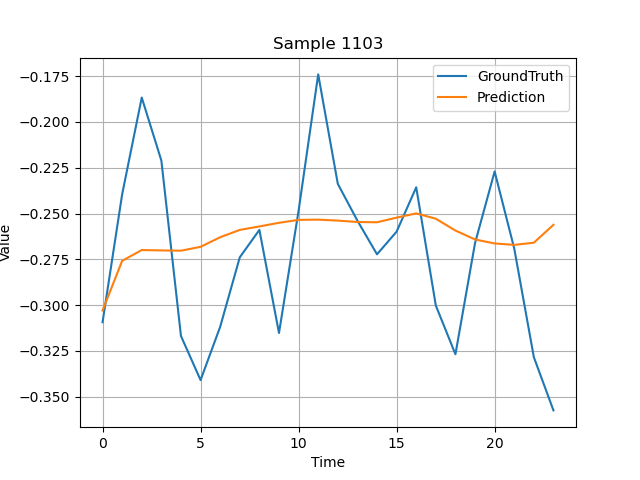 Sample 1103
GroundTruth
Prediction
−0.175
−0.200
−0.225
−0.250
−0.275
−0.300
−0.325
−0.350
Value
0 5 10 15 20
Time